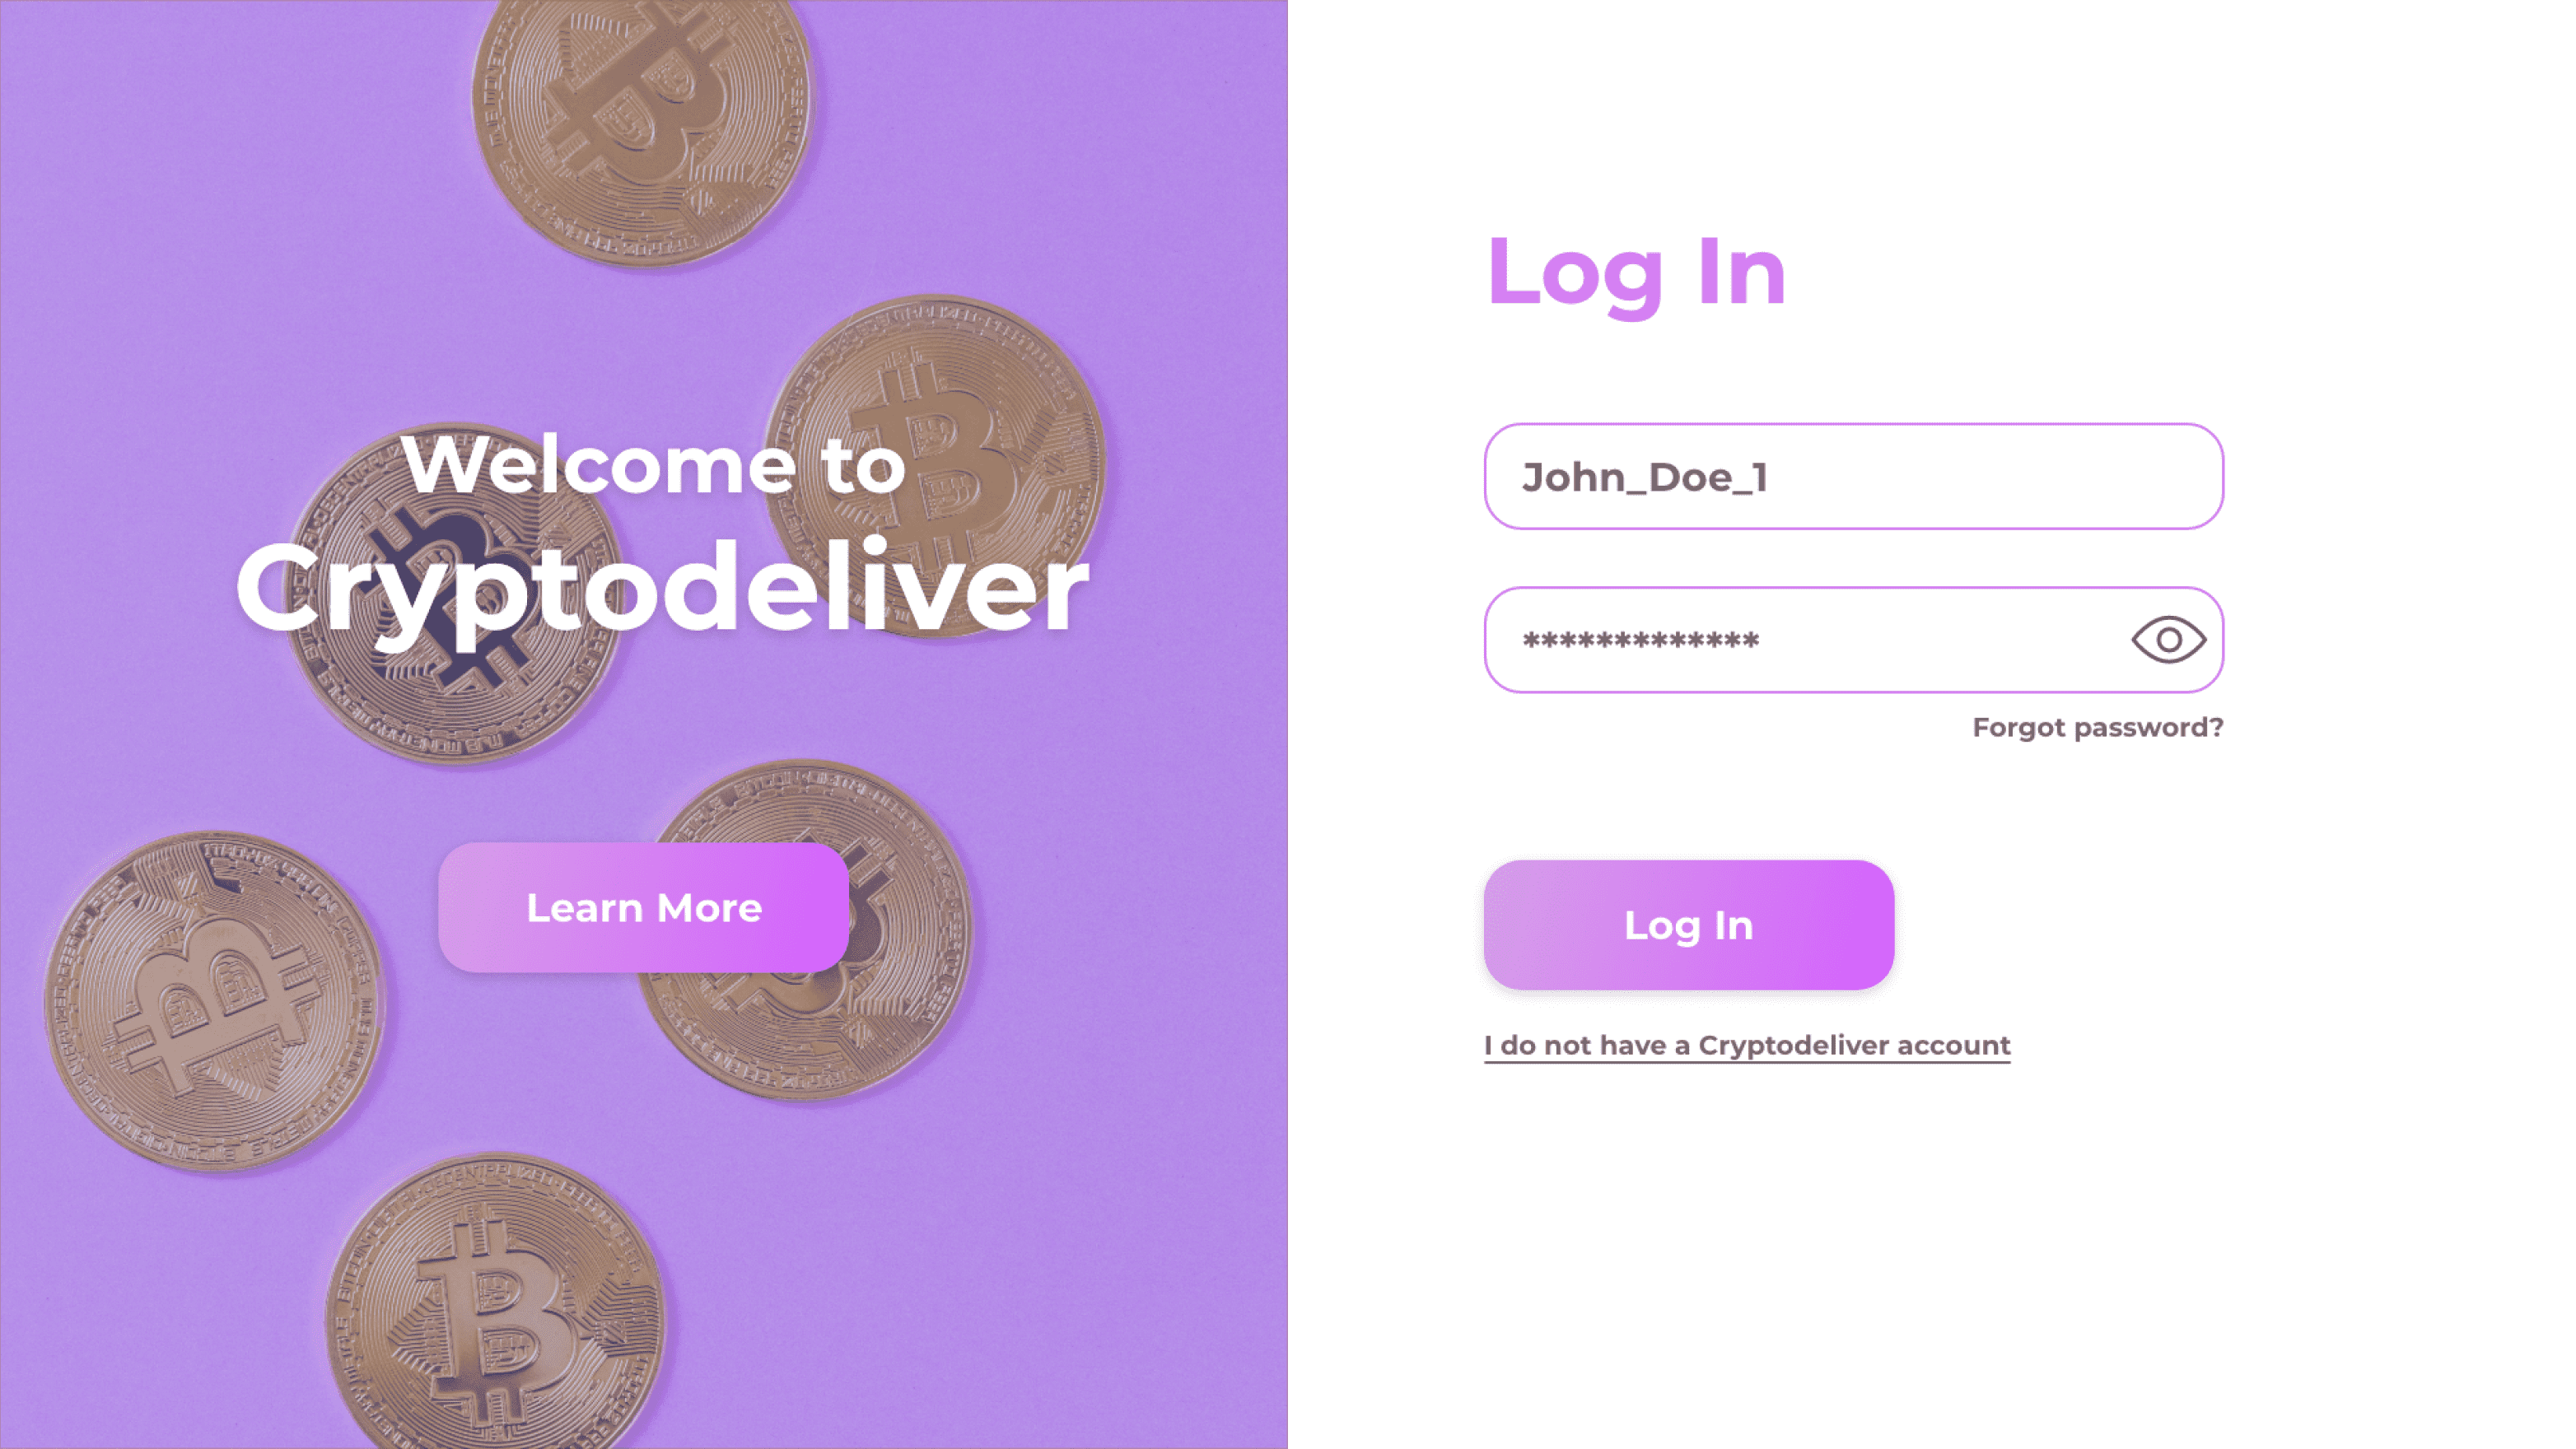 Welcome to
Cryptodeliver
Learn More
Log In
John_Doe_1
*************
Forgot password?
Log In
I do not have a Cryptodeliver account